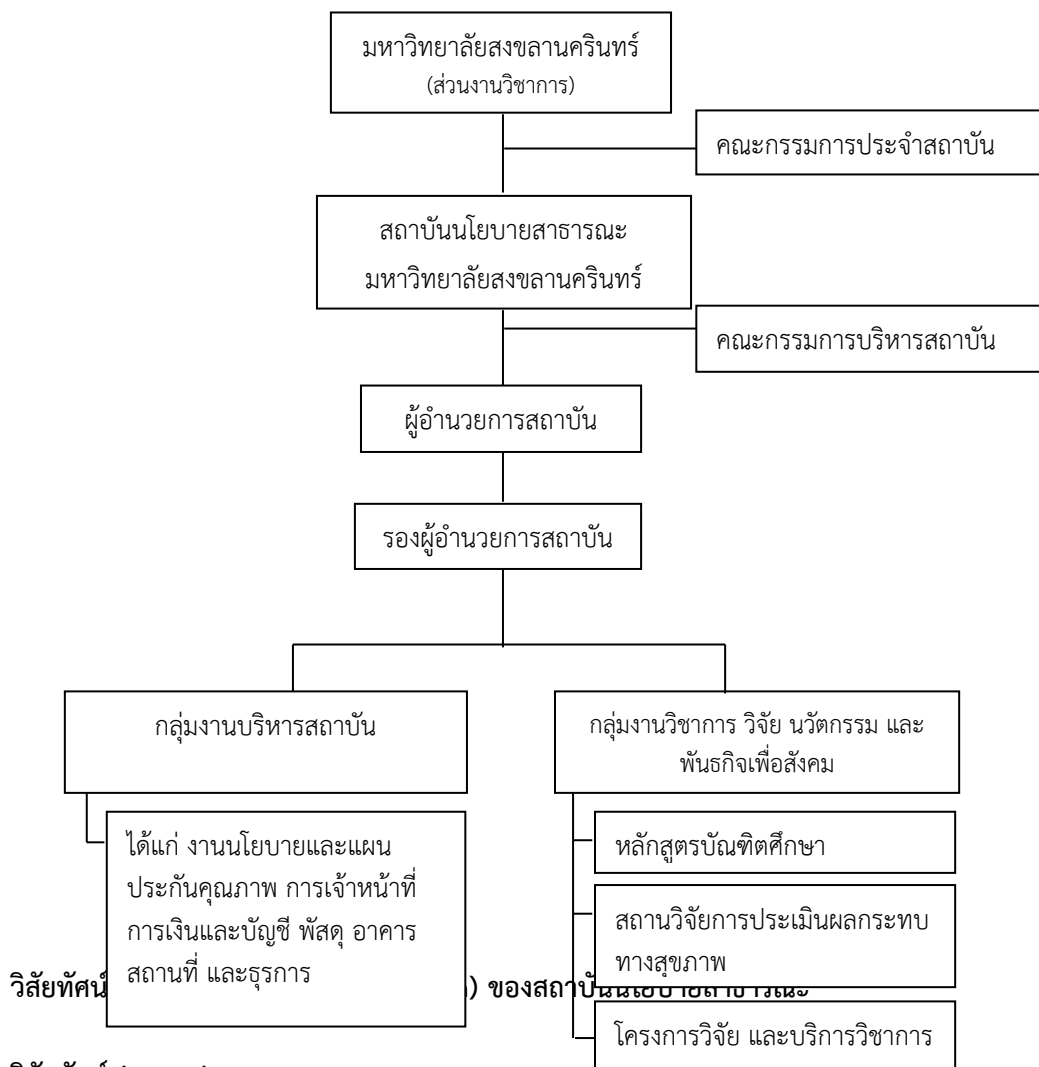 มหาวิทยาลัยสงขลานครินทร์
(ส่วนงานวิชาการ)
คณะกรรมการประจำสถาบัน
สถาบันนโยบายสาธารณะ
มหาวิทยาลัยสงขลานครินทร์
คณะกรรมการบริหารสถาบัน
ผู้อำนวยการสถาบัน
รองผู้อำนวยการสถาบัน
กลุ่มงานบริหารสถาบัน
กลุ่มงานวิชาการ วิจัย นวัตกรรม และ
พันธกิจเพื่อสังคม
ได้แก่ งานนโยบายและแผน
ประกันคุณภาพ การเจ้าหน้าที่
การเงินและบัญชี พัสดุ อาคาร
สถานที่ และธุรการ
หลักสูตรบัณฑิตศึกษา
สถานวิจัยการประเมินผลกระทบ
ทางสุขภาพ
โครงการวิจัย และบริการวิชาการ
วิสัยทัศน์ ) ของสถาบันนโยบายสาธารณะ